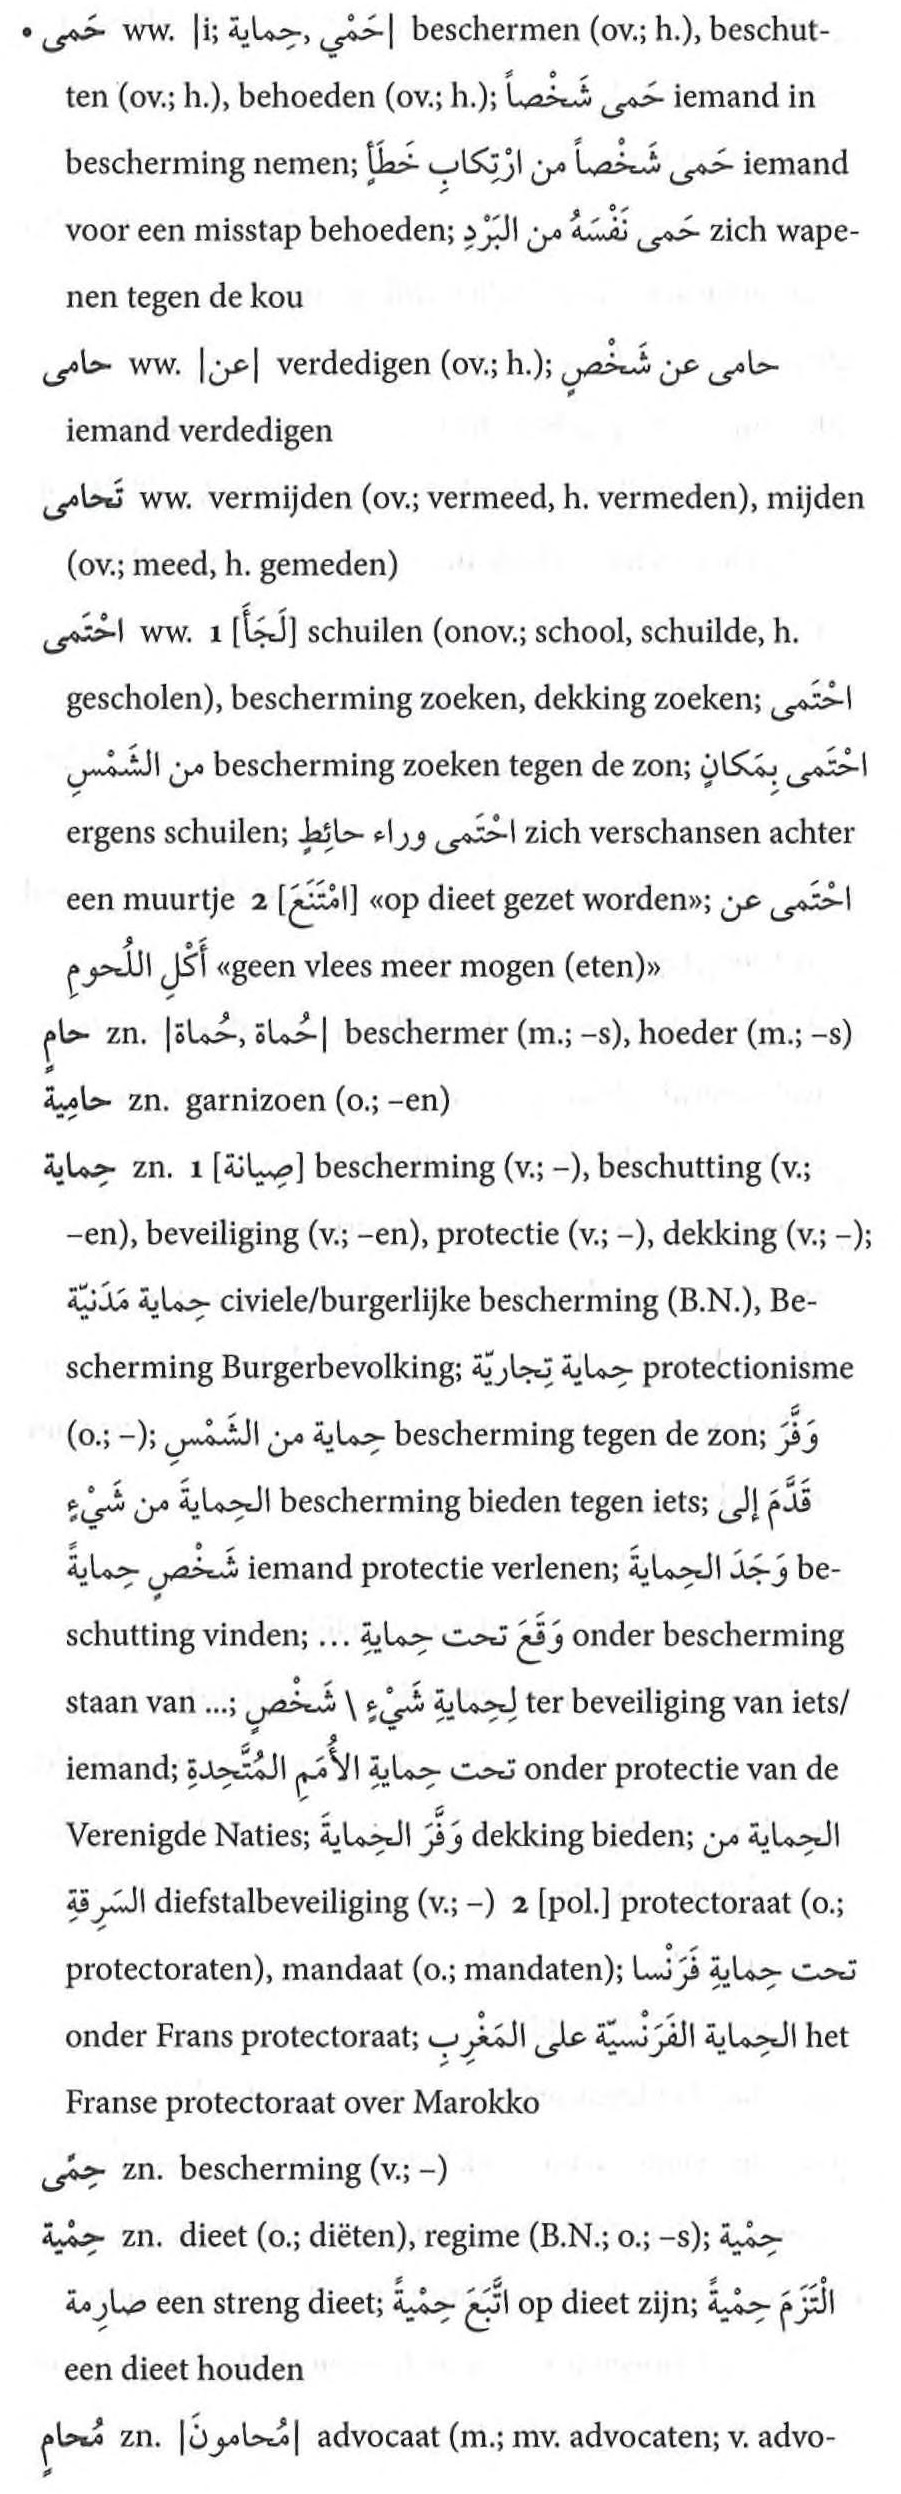 • حَمى ww. |i; حَمْي, حِماية| beschermen (ov.; h.), beschut-
ten (ov.; h.), behoeden (ov.; h.); حَمى شَخْصاً iemand in
bescherming nemen; حَمى شَخْصاً من ارْتِكابِ خَطَأٍ iemand
voor een misstap behoeden; حَمى نَفْسَهُ من البَرْدِ zich wape-
nen tegen de kou
حامى ww. |عن| verdedigen (ov.; h.); حامى عن شَخْصٍ
iemand verdedigen
تَحامى ww. vermijden (ov.; vermeed, h. vermeden), mijden
(ov.; meed, h. gemeden)
احْتَمى ww. 1 [لَجَأَ] schuilen (onov.; school, schuilde, h.
gescholen), bescherming zoeken, dekking zoeken; احْتَمى
من الشَّمْسِ bescherming zoeken tegen de zon; احْتَمى بِمَكانٍ
ergens schuilen; احْتَمى وراء حائِطٍ zich verschansen achter
een muurtje 2 [امْتَنَعَ] «op dieet gezet worden»; احْتَمى عن
أَكْلِ اللُّحومِ «geen vlees meer mogen (eten)»
حامٍ zn. |حُماة, حُماة| beschermer (m.; –s), hoeder (m.; –s)
حامِية zn. garnizoen (o.; –en)
حِماية zn. 1 [صِيانة] bescherming (v.; –), beschutting (v.;
–en), beveiliging (v.; –en), protectie (v.; –), dekking (v.; –);
حِماية مَدَنيّة civiele/burgerlijke bescherming (B.N.), Be-
scherming Burgerbevolking; حِماية تِجاريّة protectionisme
(o.; –); حِماية من الشَّمْسِ bescherming tegen de zon; وَفَّرَ
الحِمايةَ من شَيْءٍ bescherming bieden tegen iets; قَدَّمَ إلى
شَخْصٍ حِمايةً iemand protectie verlenen; وَجَدَ الحِمايةَ be-
schutting vinden; وَقَعَ تحت حِمايةِ ... onder bescherming
staan van ...; لِحِمايةِ شَيْءٍ \ شَخْصٍ ter beveiliging van iets/
iemand; تحت حِمايةِ الأُمَمِ المُتَّحِدةِ onder protectie van de
Verenigde Naties; وَفَّرَ الحِمايةَ dekking bieden; الحِماية من
السَرِقةِ diefstalbeveiliging (v.; –) 2 [pol.] protectoraat (o.;
protectoraten), mandaat (o.; mandaten); تحت حِمايةِ فَرَنْسا
onder Frans protectoraat; الحِماية الفَرَنْسيّة على المَغْرِبِ het
Franse protectoraat over Marokko
حِمًى zn. bescherming (v.; –)
حِمْية zn. dieet (o.; diëten), regime (B.N.; o.; –s); حِمْية
صارِمة een streng dieet; اتَّبَعَ حِمْيةً op dieet zijn; الْتَزَمَ حِمْيةً
een dieet houden
مُحامٍ zn. |مُحامونَ| advocaat (m.; mv. advocaten; v. advo-